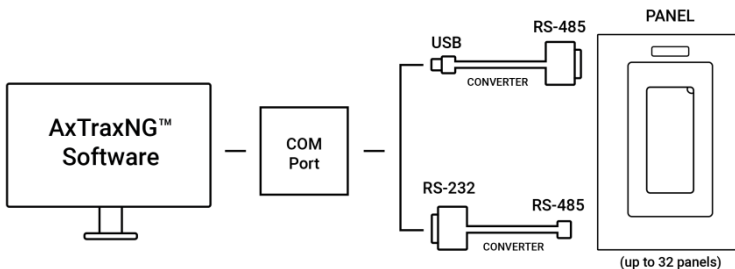 PANEL
USB
RS-485
CONVERTER
AxTraxNG™
Software
COM
Port
RS-232
RS-485
CONVERTER
(up to 32 panels)